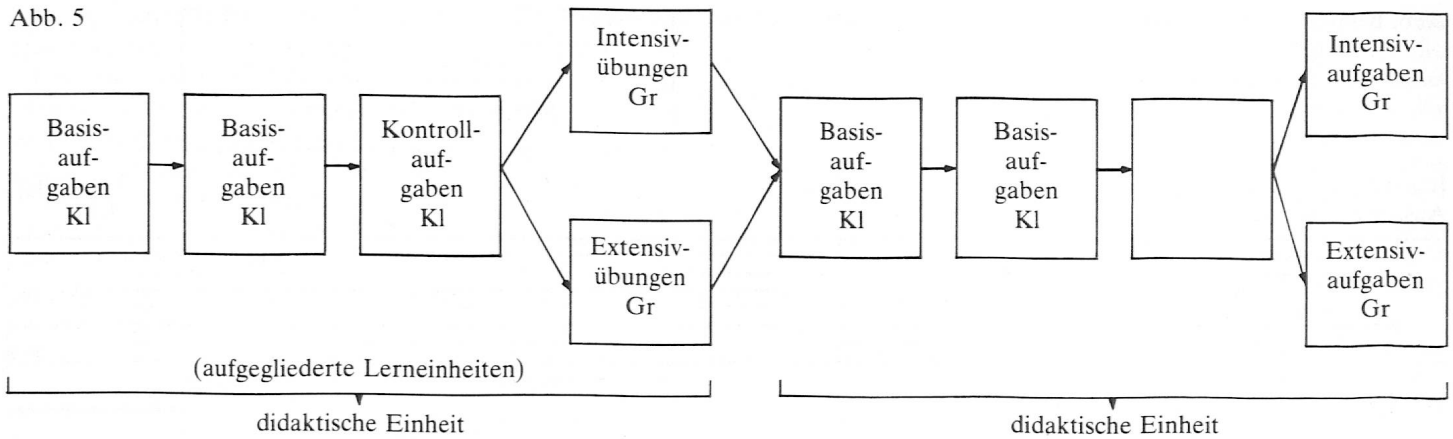 Abb. 5
Basis-
auf-
gaben
Kl
Basis-
auf-
gaben
Kl
Kontroll-
auf-
gaben
Kl
Intensiv-
übungen
Gr
Extensiv-
übungen
Gr
Basis-
auf-
gaben
Kl
Basis-
auf-
gaben
Kl
Intensiv-
aufgaben
Gr
Extensiv-
aufgaben
Gr
(aufgegliederte Lerneinheiten)
didaktische Einheit
didaktische Einheit